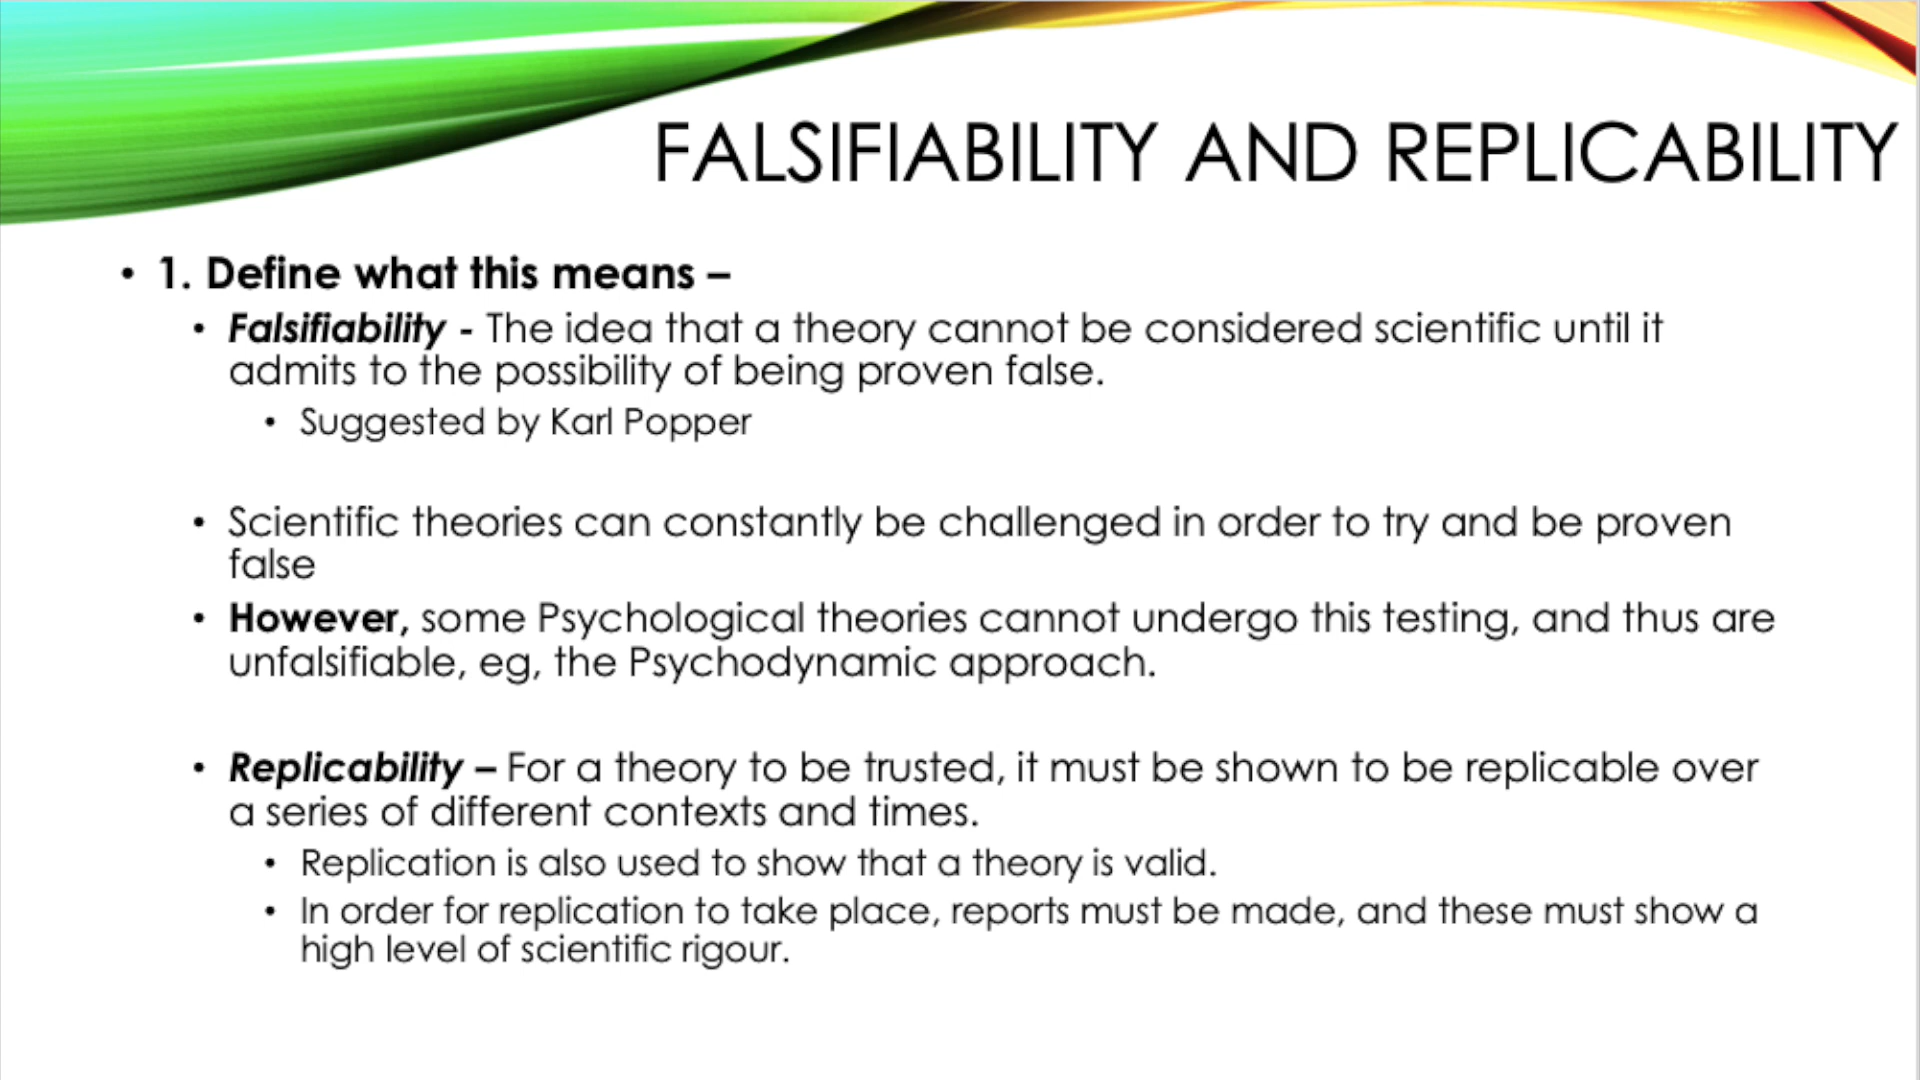 FALSIFIABILITY AND REPLICABILITY
• 1. Define what this means –
• Falsifiability - The idea that a theory cannot be considered scientific until it
admits to the possibility of being proven false.
• Suggested by Karl Popper
• Scientific theories can constantly be challenged in order to try and be proven
false
• However, some Psychological theories cannot undergo this testing, and thus are
unfalsifiable, eg, the Psychodynamic approach.
• Replicability – For a theory to be trusted, it must be shown to be replicable over
a series of different contexts and times.
• Replication is also used to show that a theory is valid.
• In order for replication to take place, reports must be made, and these must show a
high level of scientific rigour.